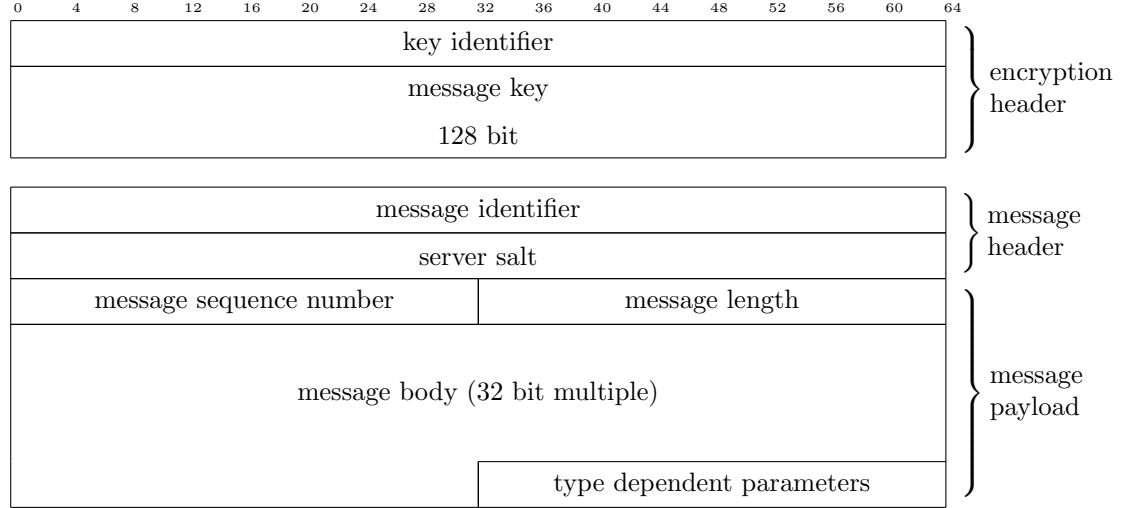 0 4 8 12 16 20 24 28 32 36 40 44 48 52 56 60 64
key identifier
message key
128 bit
encryption
header
message identifier
server salt
message
header
message sequence number message length
message body (32 bit multiple)
type dependent parameters
message
payload